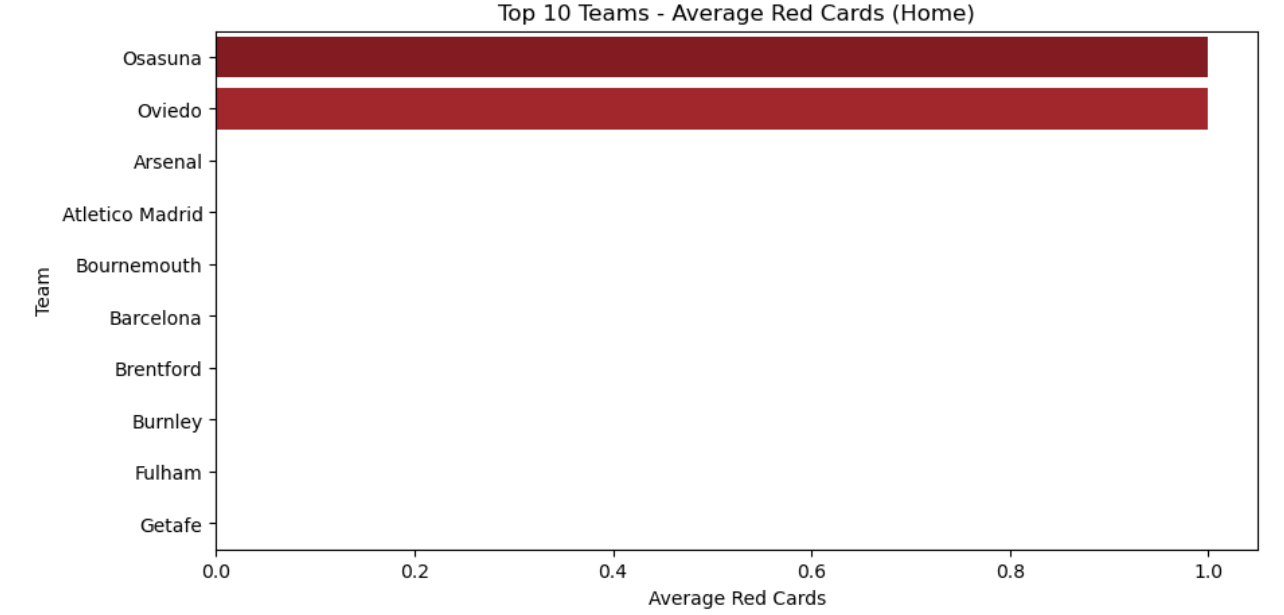 Top 10 Teams - Average Red Cards (Home)
Osasuna
Oviedo
Arsenal
Atletico Madrid
Bournemouth
Barcelona
Brentford
Burnley
Fulham
Getafe
Team
0.0 0.2 0.4 0.6 0.8 1.0
Average Red Cards